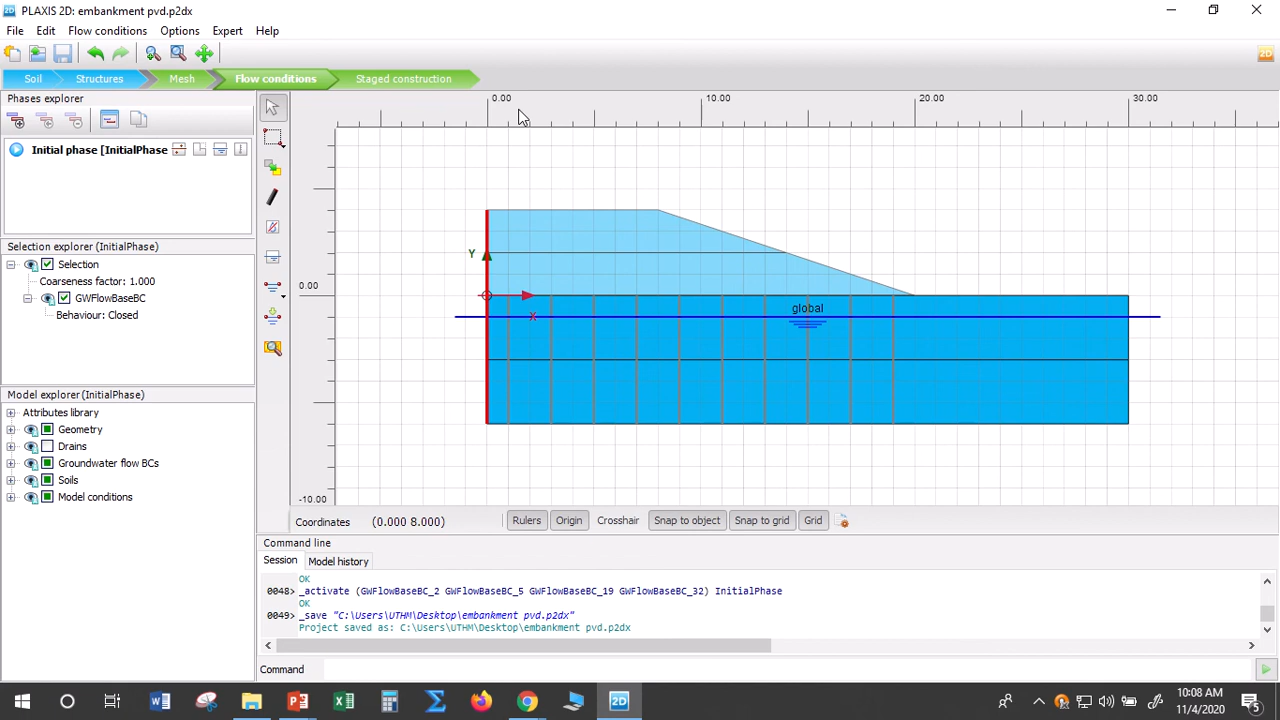 PLAXIS 2D: embankment pvd.p2dx
File Edit Flow conditions Options Expert Help
Soil Structures Mesh Flow conditions Staged construction
Phases explorer
Initial phase [InitialPhase
Selection explorer (InitialPhase)
Selection
Coarseness factor: 1.000
GWFlowBaseBC
Behaviour: Closed
Model explorer (InitialPhase)
Attributes library
Geometry
Drains
Groundwater flow BCs
Soils
Model conditions
0.00 10.00 20.00 30.00
Y
0.00
x
global
-10.00
Coordinates (0.000 8.000) Rulers Origin Crosshair Snap to object Snap to grid Grid
Command line
Session Model history
OK
0048> _activate (GWFlowBaseBC_2 GWFlowBaseBC_5 GWFlowBaseBC_19 GWFlowBaseBC_32) InitialPhase
OK
0049> _save "C:\Users\UTHM\Desktop\embankment pvd.p2dx"
Project saved as: C:\Users\UTHM\Desktop\embankment pvd.p2dx
Command
2D
10:08 AM
11/4/2020
5